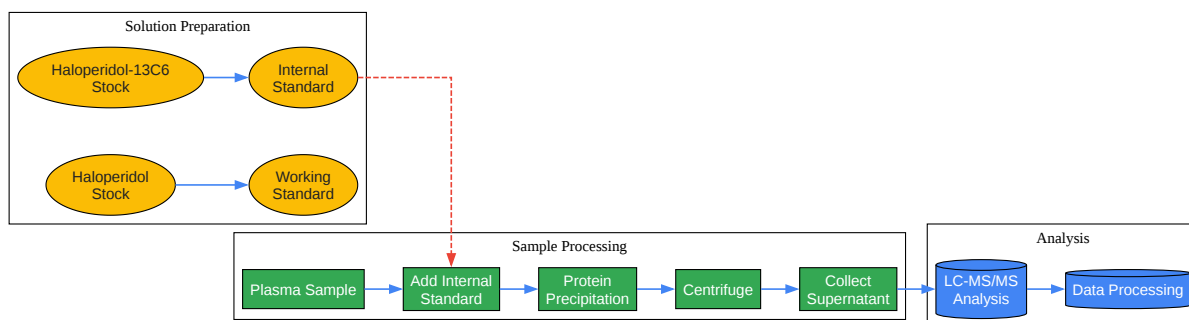 Solution Preparation
Haloperidol-13C6
Stock
Internal
Standard
Haloperidol
Stock
Working
Standard
Sample Processing
Plasma Sample
Add Internal
Standard
Protein
Precipitation
Centrifuge
Collect
Supernatant
Analysis
LC-MS/MS
Analysis
Data Processing